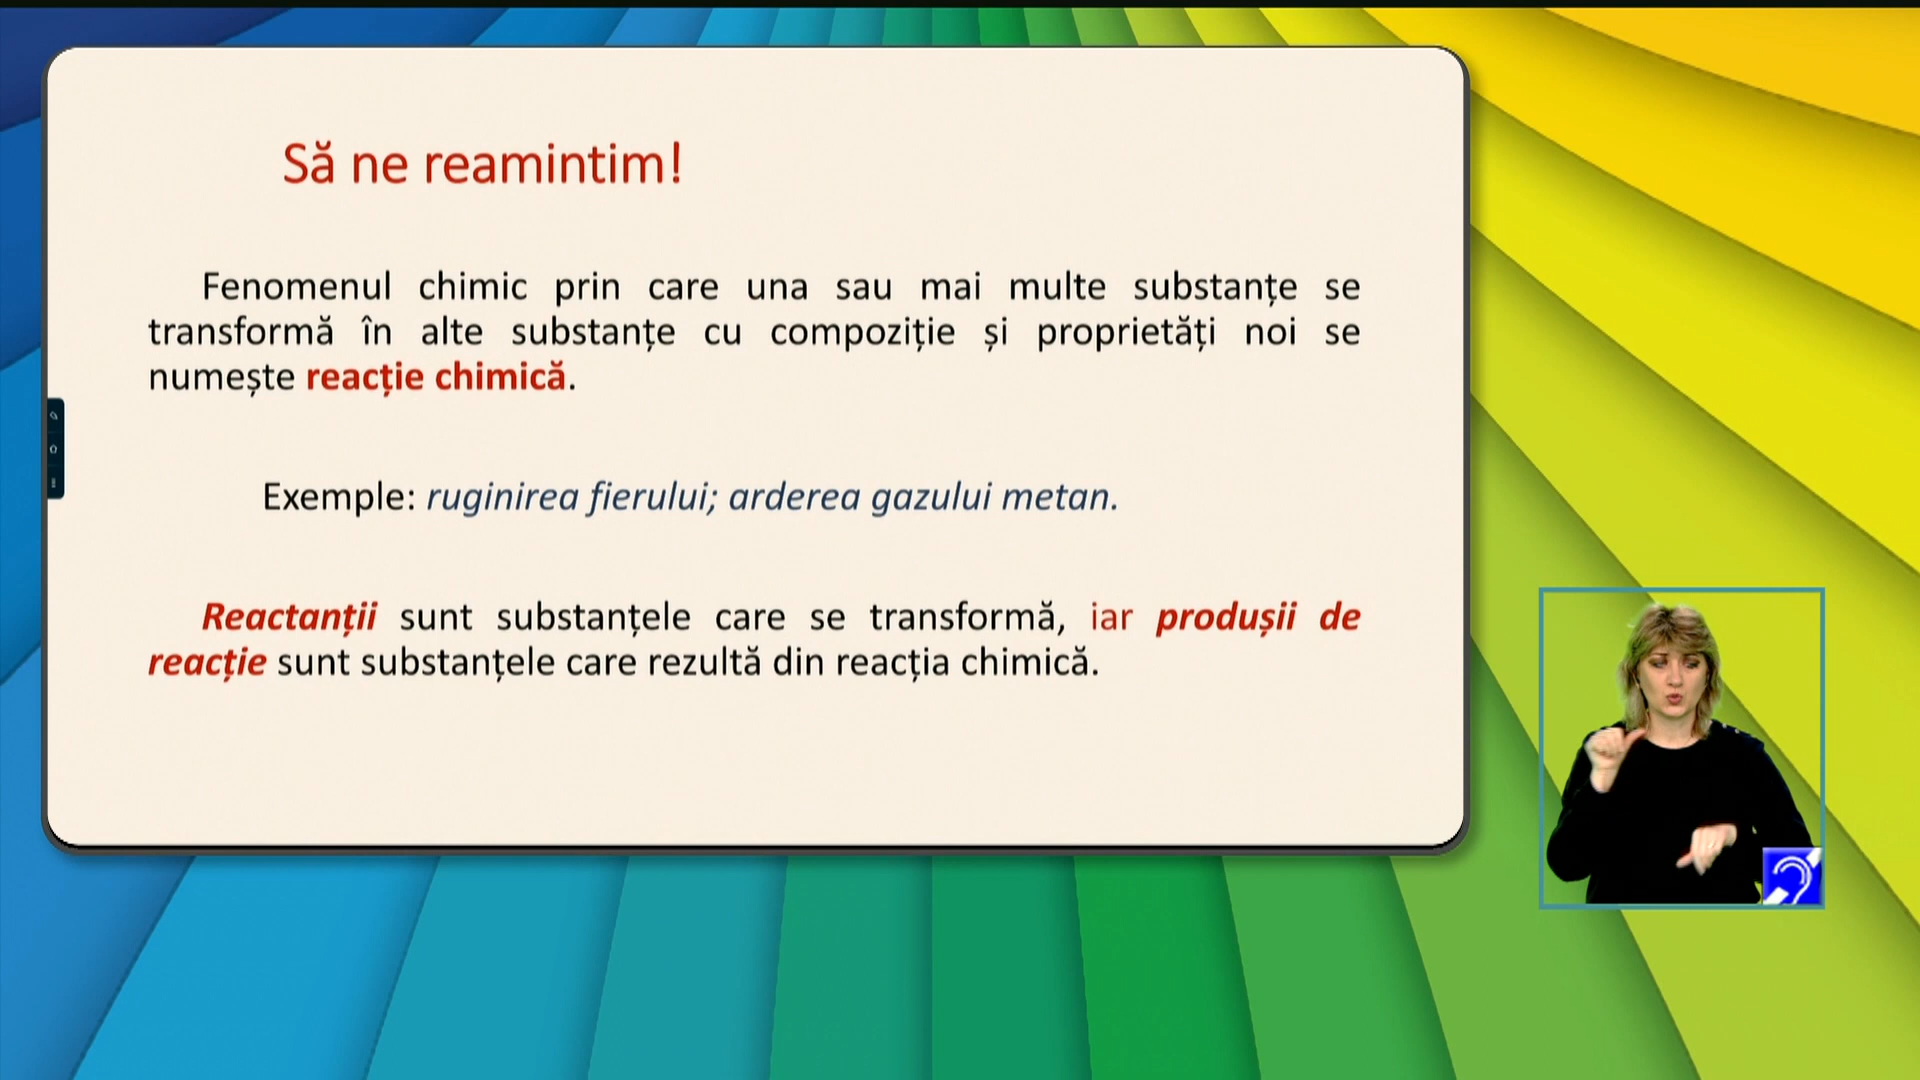 Să ne reamintim!
Fenomenul chimic prin care una sau mai multe substanțe se
transformă în alte substanțe cu compoziție și proprietăți noi se
numește reacție chimică.
Exemple: ruginirea fierului; arderea gazului metan.
Reactanții sunt substanțele care se transformă, iar produșii de
reacție sunt substanțele care rezultă din reacția chimică.